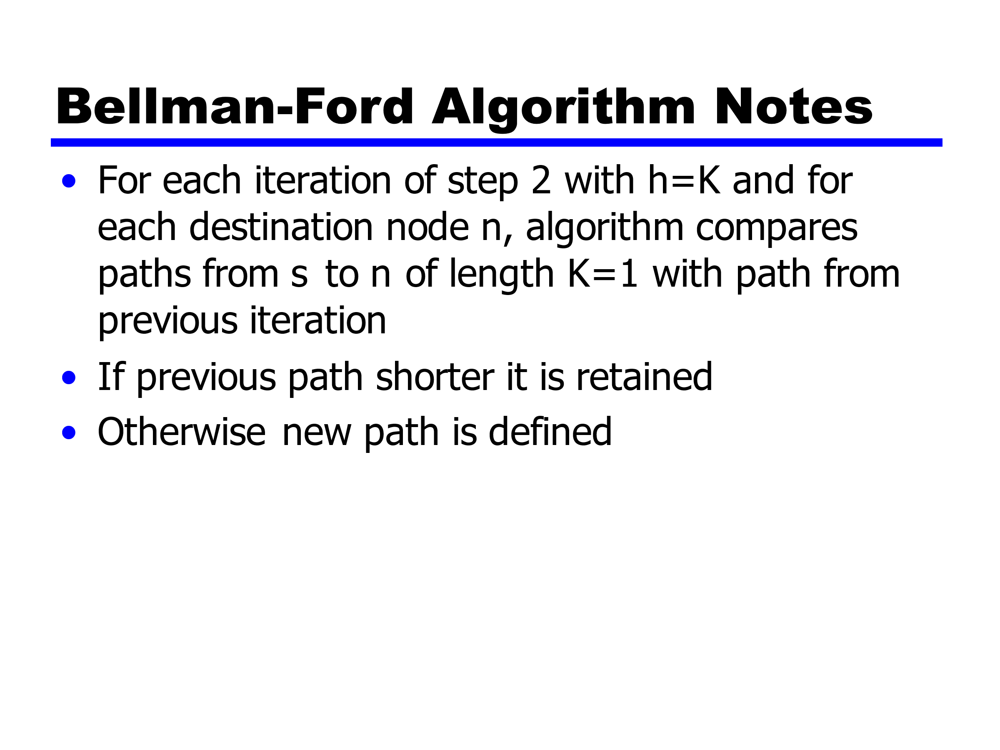 Bellman-Ford Algorithm Notes
• For each iteration of step 2 with h=K and for
each destination node n, algorithm compares
paths from s to n of length K=1 with path from
previous iteration
• If previous path shorter it is retained
• Otherwise new path is defined